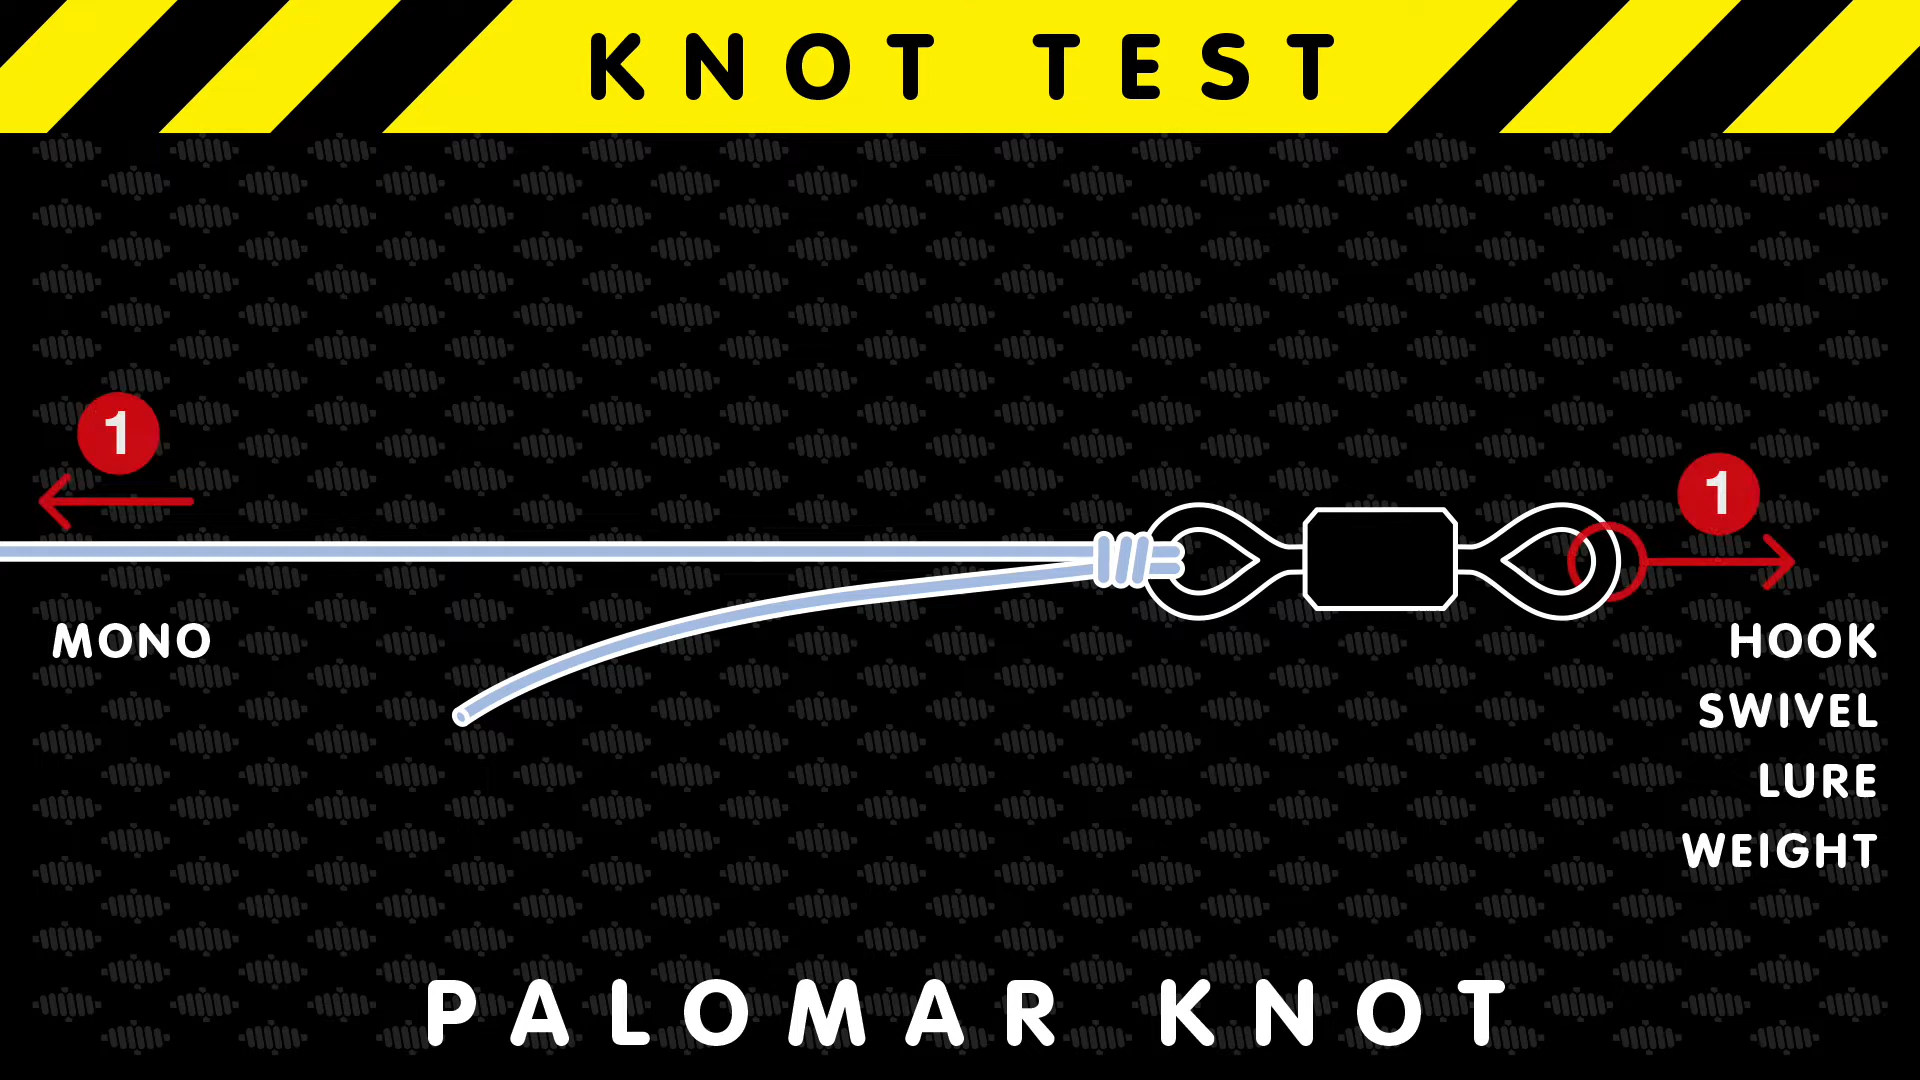 KNOT TEST
1
1
MONO
HOOK
SWIVEL
LURE
WEIGHT
PALOMAR KNOT